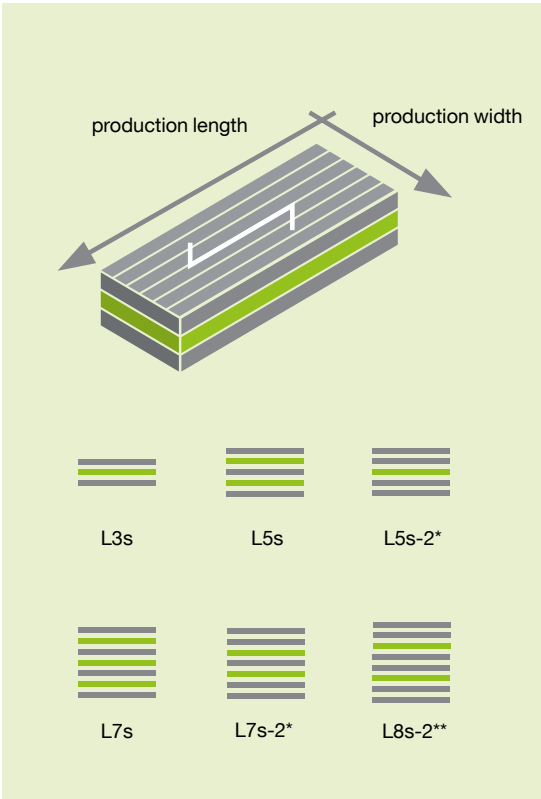 production length
production width
L3s
L5s
L5s-2*
L7s
L7s-2*
L8s-2**